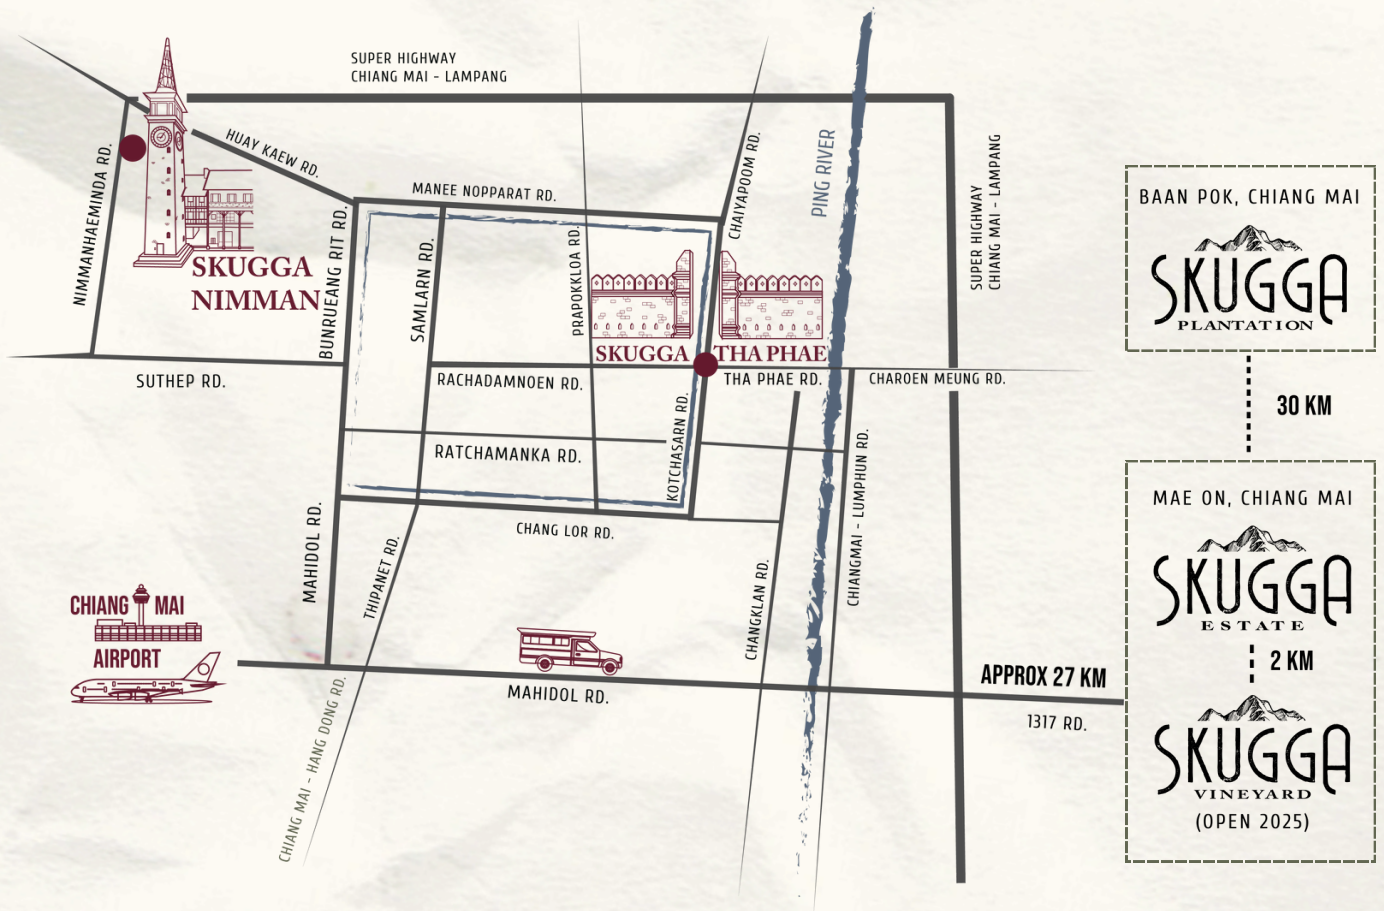 SUPER HIGHWAY
CHIANG MAI - LAMPANG
HUAY KAEW RD.
NIMMANHAEMINDA RD.
SKUGGA
NIMMAN
MANEE NOPPARAT RD.
BUNRUEANG RIT RD.
SAMLARN RD.
PRAPOKKLOA RD.
CHAIYAPOOM RD.
PING RIVER
SUPER HIGHWAY
CHIANG MAI - LAMPANG
SKUGGA THA PHAE
SUTHEP RD.
RACHADAMNOEN RD.
THA PHAE RD.
CHAROEN MEUNG RD.
RATCHAMANKA RD.
KOTCHASARN RD.
CHANG LOR RD.
MAHIDOL RD.
THIPANET RD.
CHANGKLAN RD.
CHIANGMAI - LUMPHUN RD.
CHIANG MAI
AIRPORT
MAHIDOL RD.
CHIANG MAI - HANG DONG RD.
APPROX 27 KM
1317 RD.
BAAN POK, CHIANG MAI
SKUGGA
PLANTATION
30 KM
MAE ON, CHIANG MAI
SKUGGA
ESTATE
2 KM
SKUGGA
VINEYARD
(OPEN 2025)